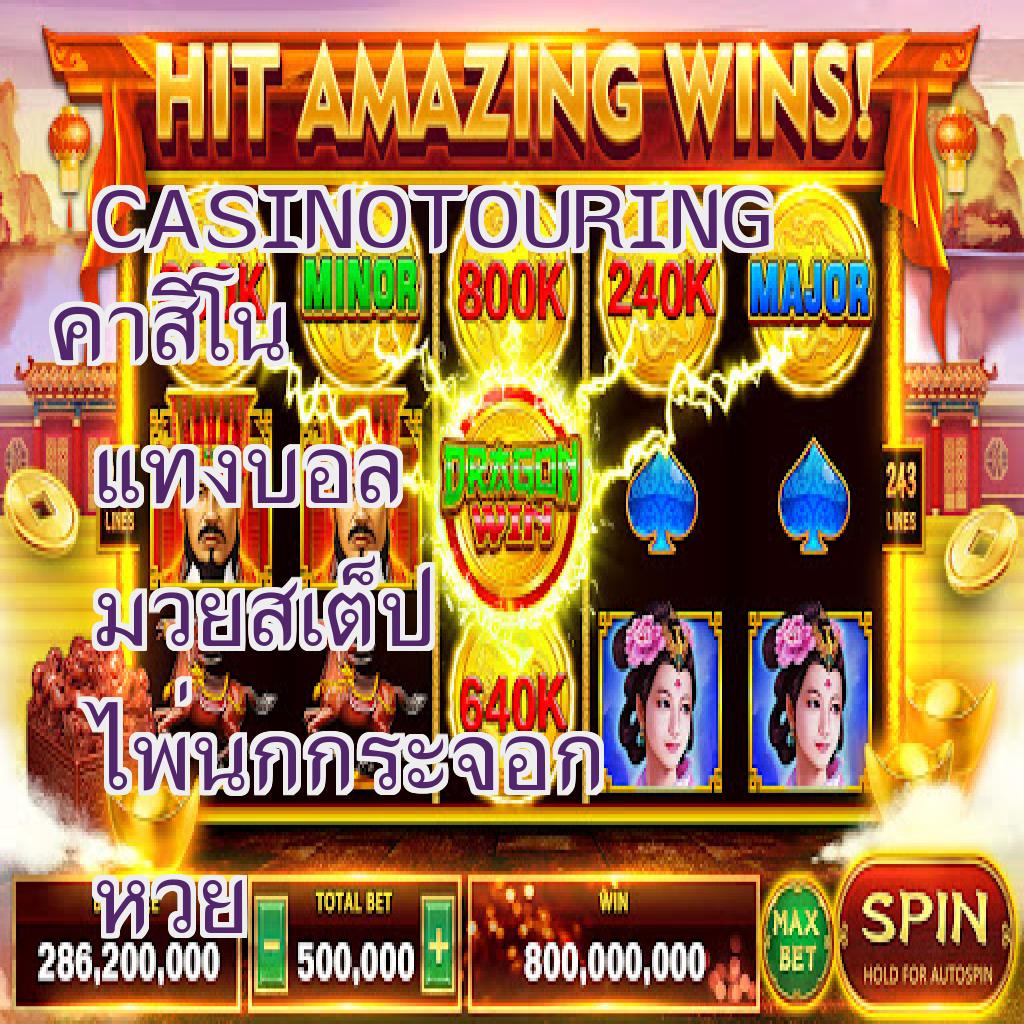 HIT AMAZING WINS!
CASINOTOURING
MINOR
800K
240K
MAJOR
คาสิโน
DRAGON
WIN
แทงบอล
243
LINES
LINES
มวยสเต็ป
640K
ไพ่นกกระจอก
หวย
TOTAL BET
WIN
286,200,000
-
500,000
+
800,000,000
MAX
BET
SPIN
HOLD FOR AUTOSPIN